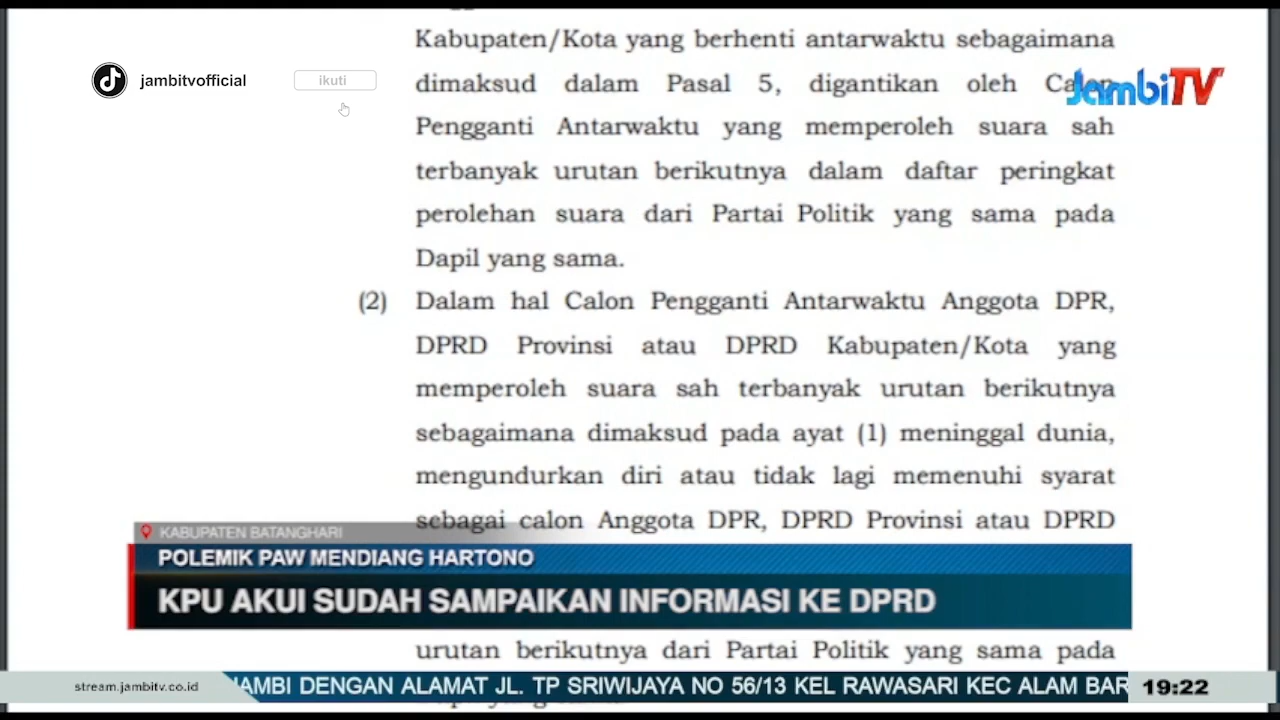 Kabupaten/Kota yang berhenti antarwaktu sebagaimana
jambitvofficial
ikuti
dimaksud dalam Pasal 5, digantikan oleh Calon
JambiTV
Pengganti Antarwaktu yang memperoleh suara sah
terbanyak urutan berikutnya dalam daftar peringkat
perolehan suara dari Partai Politik yang sama pada
Dapil yang sama.
(2) Dalam hal Calon Pengganti Antarwaktu Anggota DPR,
DPRD Provinsi atau DPRD Kabupaten/Kota yang
memperoleh suara sah terbanyak urutan berikutnya
sebagaimana dimaksud pada ayat (1) meninggal dunia,
mengundurkan diri atau tidak lagi memenuhi syarat
sebagai calon Anggota DPR, DPRD Provinsi atau DPRD
KABUPATEN BATANGHARI
POLEMIK PAW MENDIANG HARTONO
KPU AKUI SUDAH SAMPAIKAN INFORMASI KE DPRD
urutan berikutnya dari Partai Politik yang sama pada
stream.jambitv.co.id
JAMBI DENGAN ALAMAT JL. TP SRIWIJAYA NO 56/13 KEL RAWASARI KEC ALAM BAR
19:22